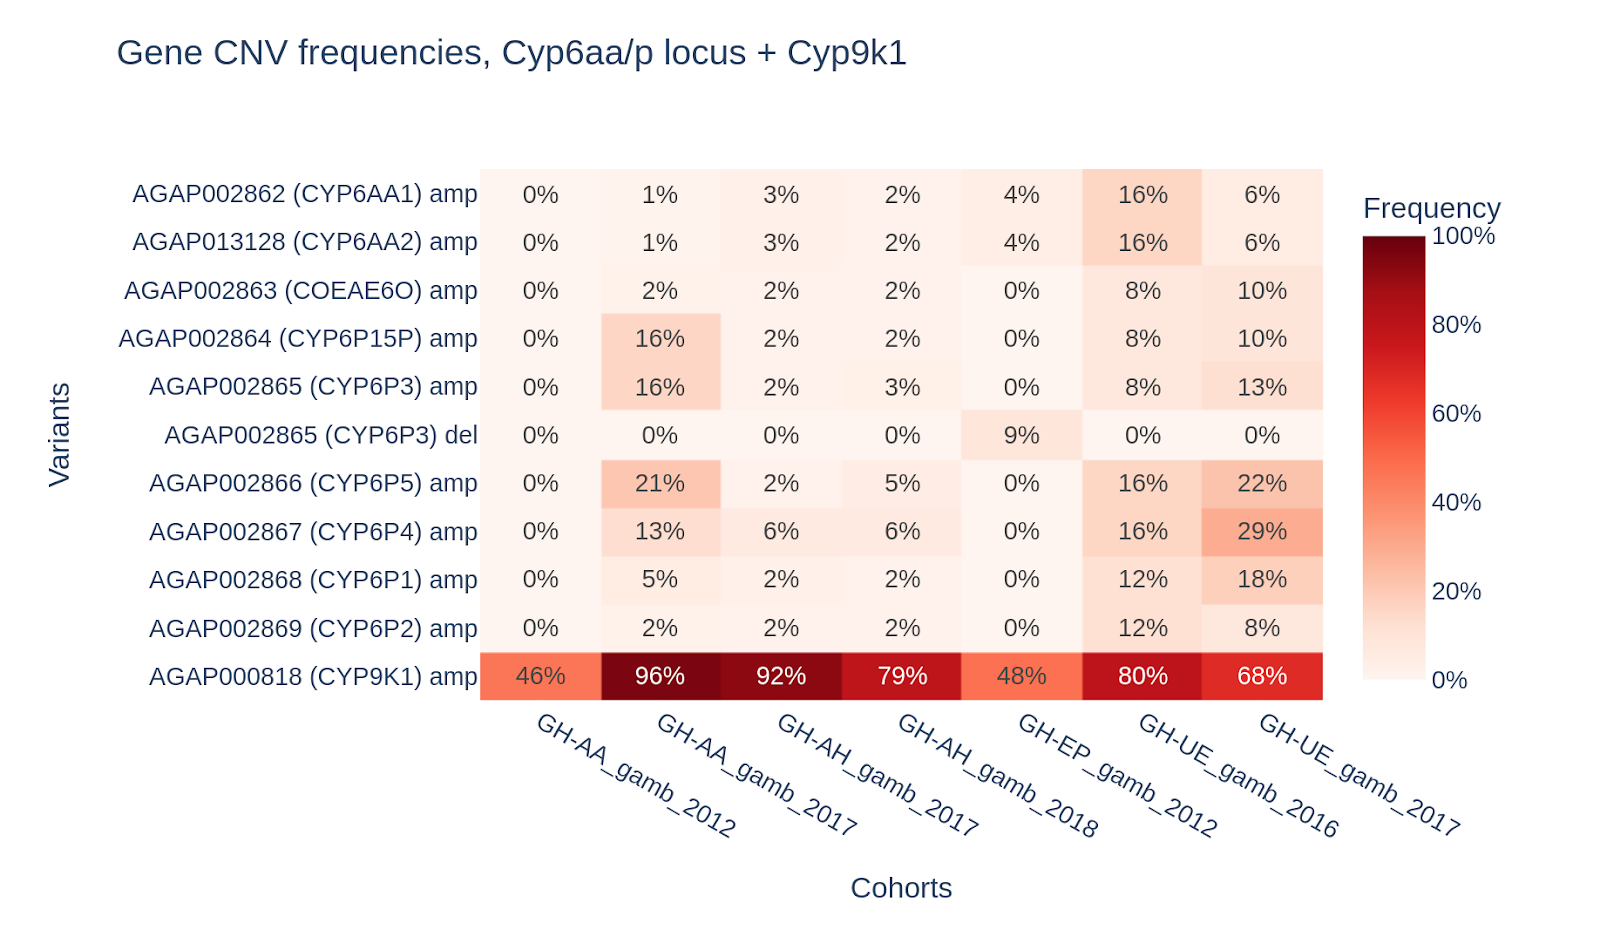 Gene CNV frequencies, Cyp6aa/p locus + Cyp9k1
AGAP002862 (CYP6AA1) amp 0% 1% 3% 2% 4% 16% 6%
AGAP013128 (CYP6AA2) amp 0% 1% 3% 2% 4% 16% 6%
AGAP002863 (COEAE6O) amp 0% 2% 2% 2% 0% 8% 10%
AGAP002864 (CYP6P15P) amp 0% 16% 2% 2% 0% 8% 10%
AGAP002865 (CYP6P3) amp 0% 16% 2% 3% 0% 8% 13%
AGAP002865 (CYP6P3) del 0% 0% 0% 0% 9% 0% 0%
AGAP002866 (CYP6P5) amp 0% 21% 2% 5% 0% 16% 22%
AGAP002867 (CYP6P4) amp 0% 13% 6% 6% 0% 16% 29%
AGAP002868 (CYP6P1) amp 0% 5% 2% 2% 0% 12% 18%
AGAP002869 (CYP6P2) amp 0% 2% 2% 2% 0% 12% 8%
AGAP000818 (CYP9K1) amp 46% 96% 92% 79% 48% 80% 68%
Variants
GH-AA_gamb_2012
GH-AA_gamb_2017
GH-AH_gamb_2017
GH-AH_gamb_2018
GH-EP_gamb_2012
GH-UE_gamb_2016
GH-UE_gamb_2017
Cohorts
Frequency
100%
80%
60%
40%
20%
0%